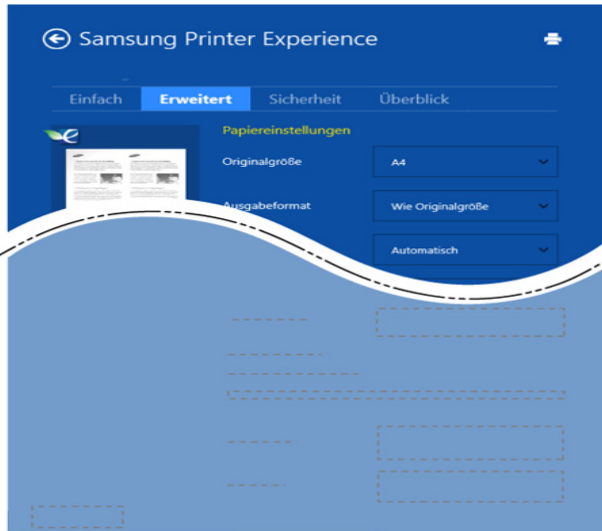 Samsung Printer Experience
Einfach Erweitert Sicherheit Überblick
Papiereinstellungen
Originalgröße A4
Ausgabeformat Wie Originalgröße
Automatisch